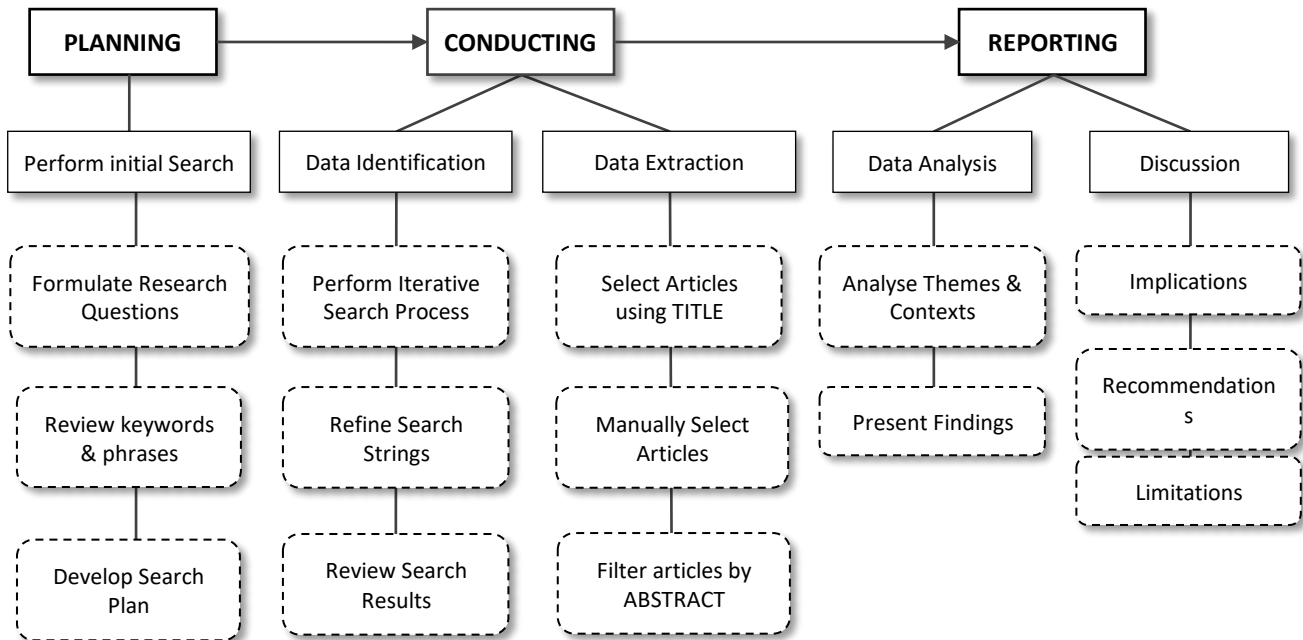 PLANNING
CONDUCTING
REPORTING
Perform initial Search
Data Identification
Data Extraction
Data Analysis
Discussion
Formulate Research
Questions
Perform Iterative
Search Process
Select Articles
using TITLE
Analyse Themes &
Contexts
Implications
Review keywords
& phrases
Refine Search
Strings
Manually Select
Articles
Present Findings
Recommendation
s
Limitations
Develop Search
Plan
Review Search
Results
Filter articles by
ABSTRACT